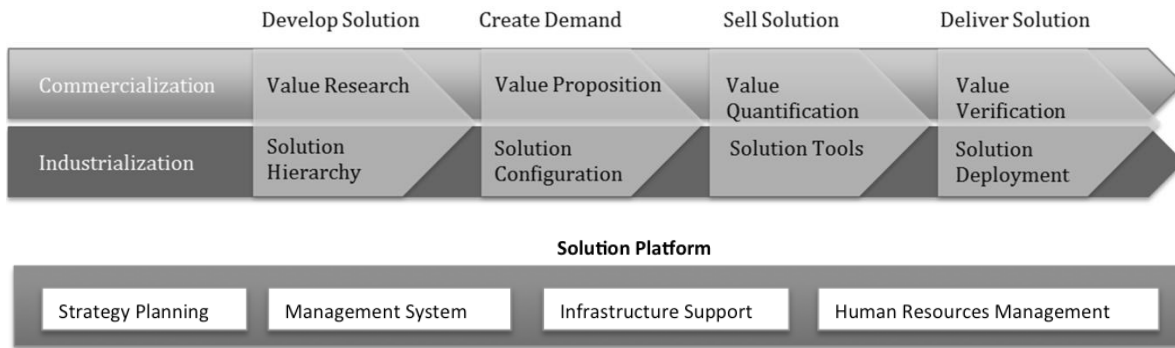 Develop Solution
Create Demand
Sell Solution
Deliver Solution
Commercialization
Value Research
Value Proposition
Value
Quantification
Value
Verification
Industrialization
Solution
Hierarchy
Solution
Configuration
Solution Tools
Solution
Deployment
Solution Platform
Strategy Planning
Management System
Infrastructure Support
Human Resources Management